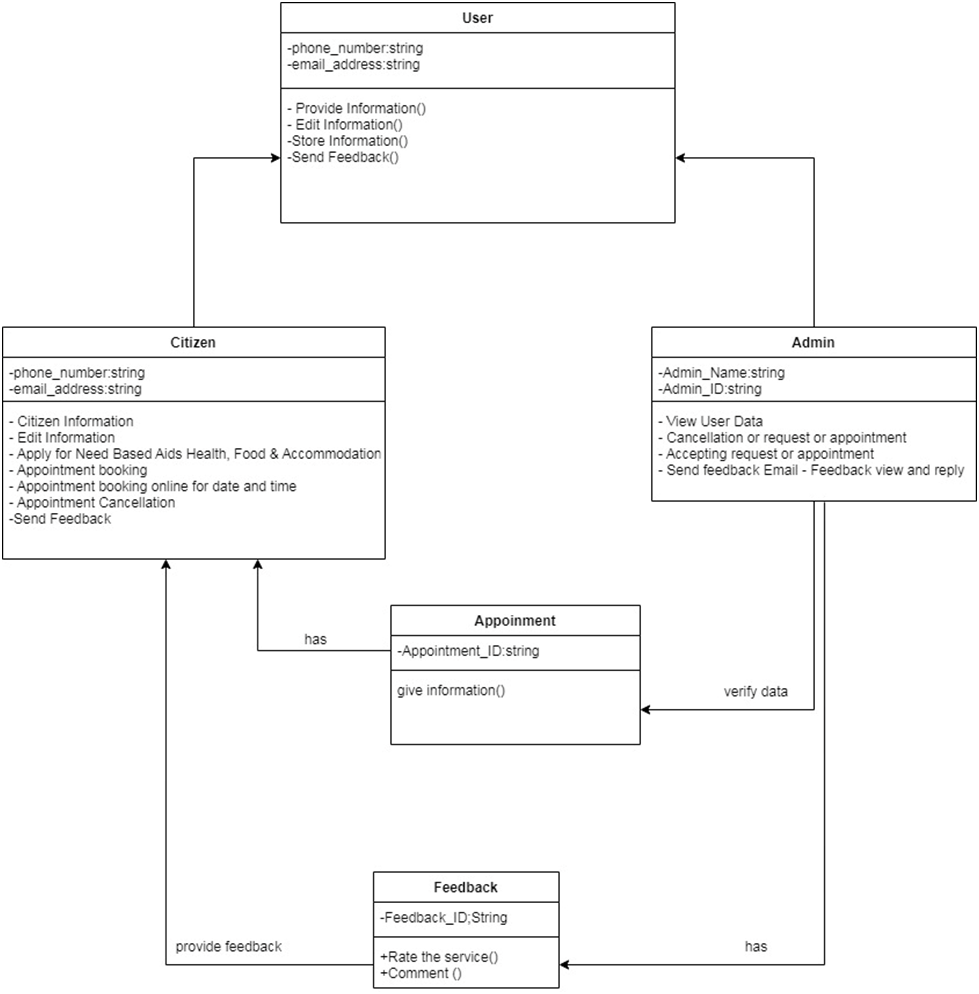 User
-phone_number:string
-email_address:string
- Provide Information()
- Edit Information()
-Store Information()
-Send Feedback()
Citizen
-phone_number:string
-email_address:string
- Citizen Information
- Edit Information
- Apply for Need Based Aids Health, Food & Accommodation
- Appointment booking
- Appointment booking online for date and time
- Appointment Cancellation
-Send Feedback
Admin
-Admin_Name:string
-Admin_ID:string
- View User Data
- Cancellation or request or appointment
- Accepting request or appointment
- Send feedback Email - Feedback view and reply
has
Appoinment
-Appointment_ID:string
give information()
verify data
provide feedback
Feedback
-Feedback_ID;String
+Rate the service()
+Comment ()
has